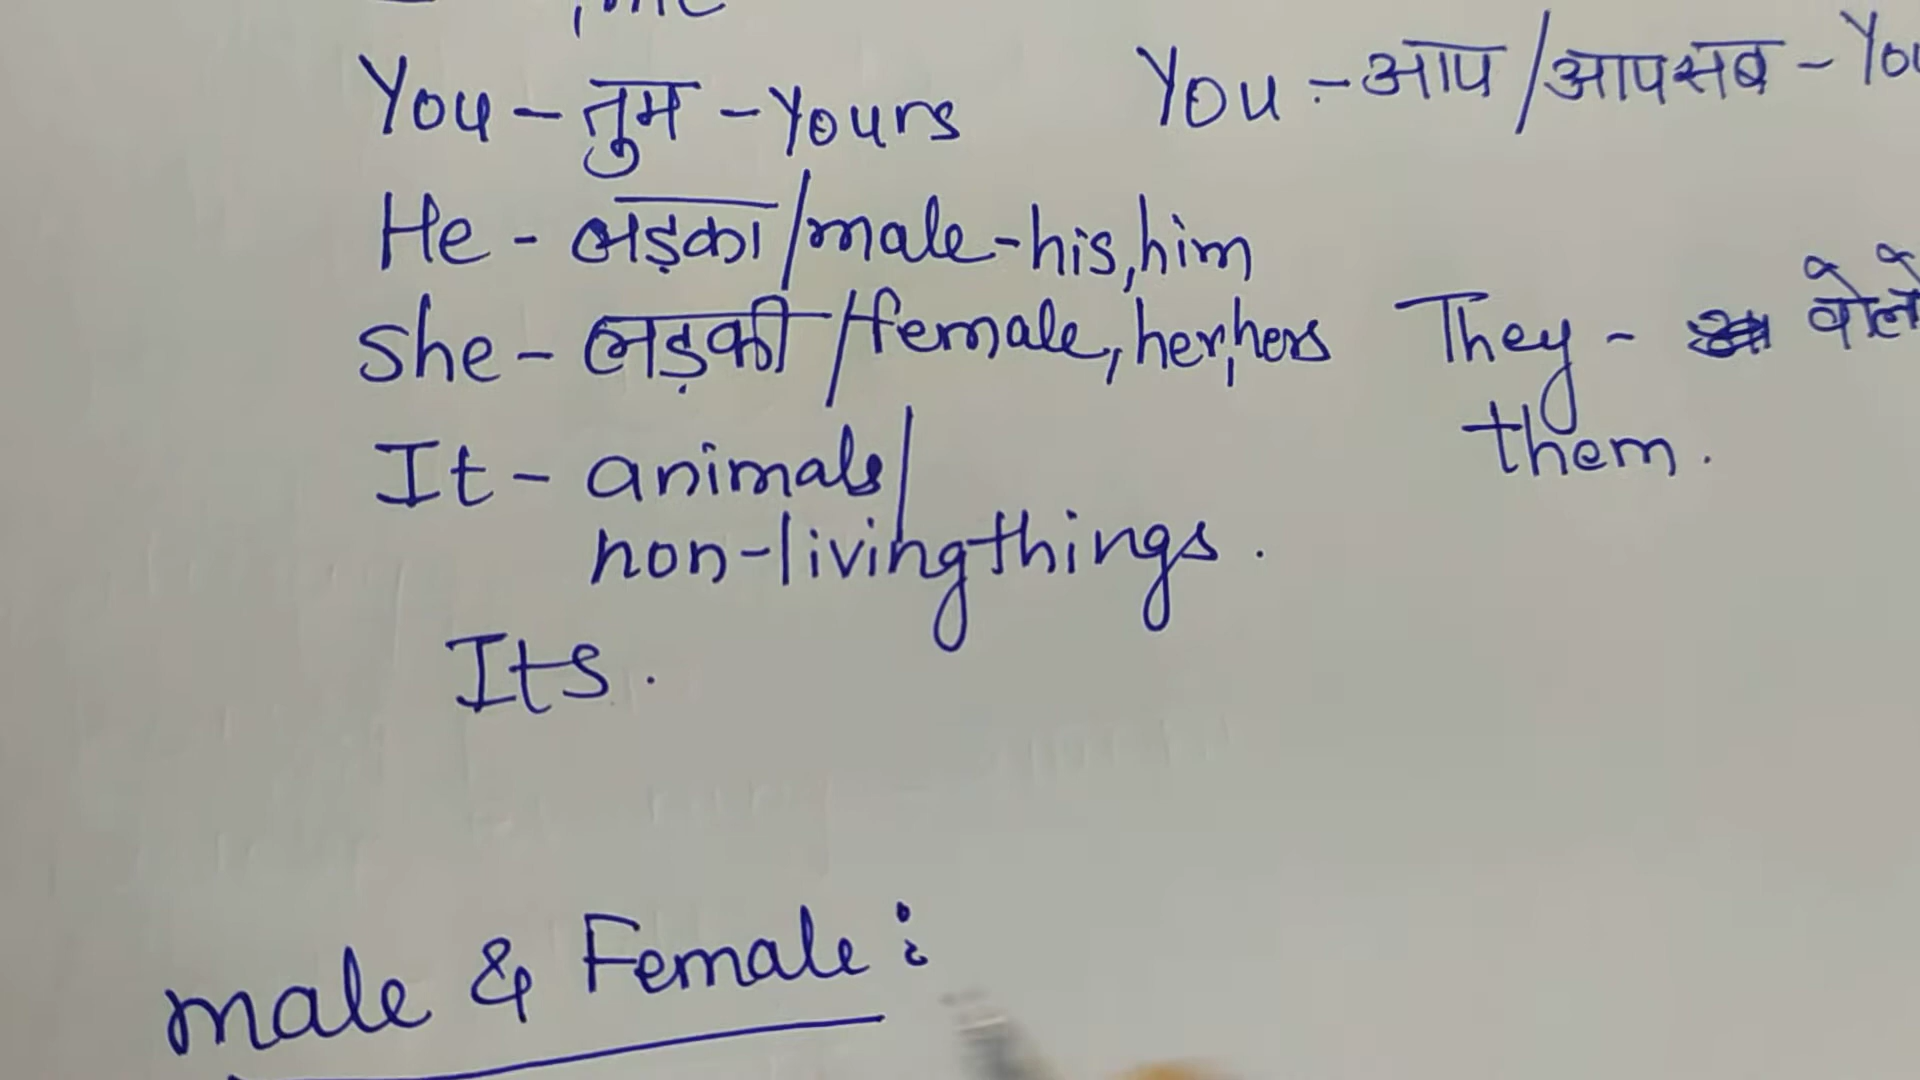 You - तुम - Yours
You - आप / आपसब - You
He - लड़का / male - his, him
She - लड़की / female, her, hers
They - वोलो
them.
It - animals /
non-living things.
Its.
male & Female :